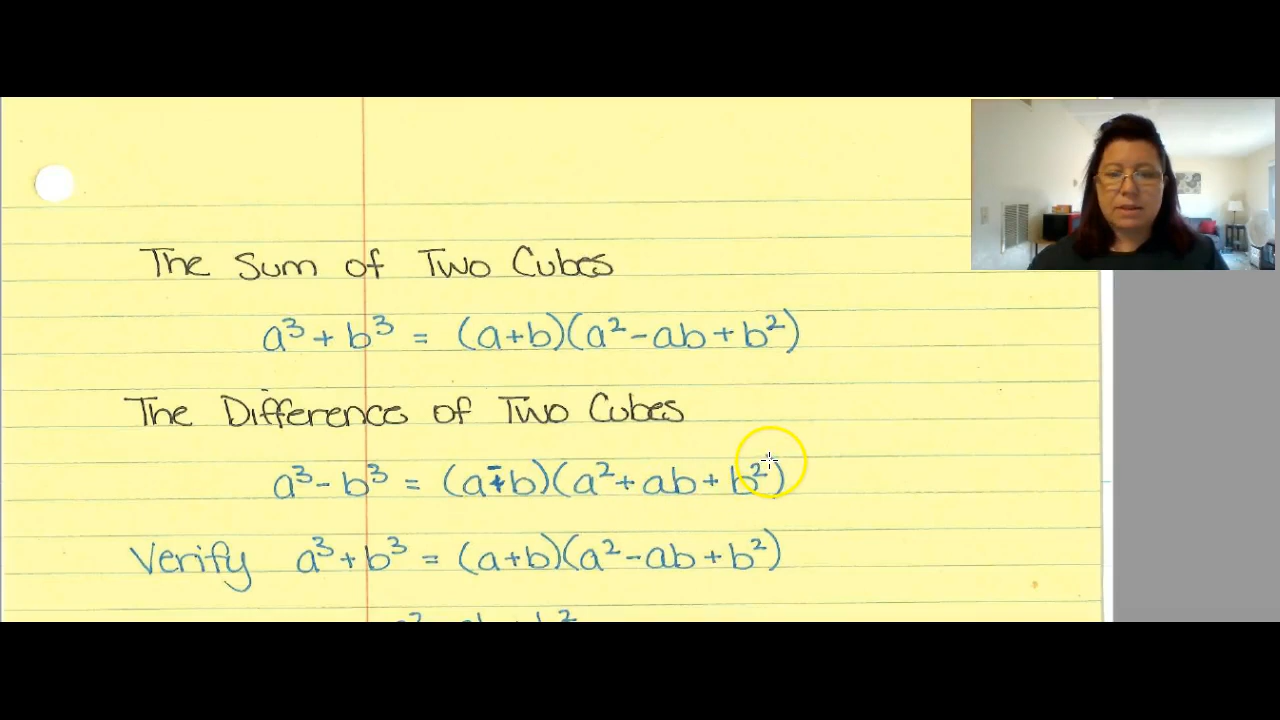 The Sum of Two Cubes
a³ + b³ = (a+b)(a² - ab + b²)
The Difference of Two Cubes
a³ - b³ = (a-b)(a² + ab + b²)
Verify a³ + b³ = (a+b)(a² - ab + b²)